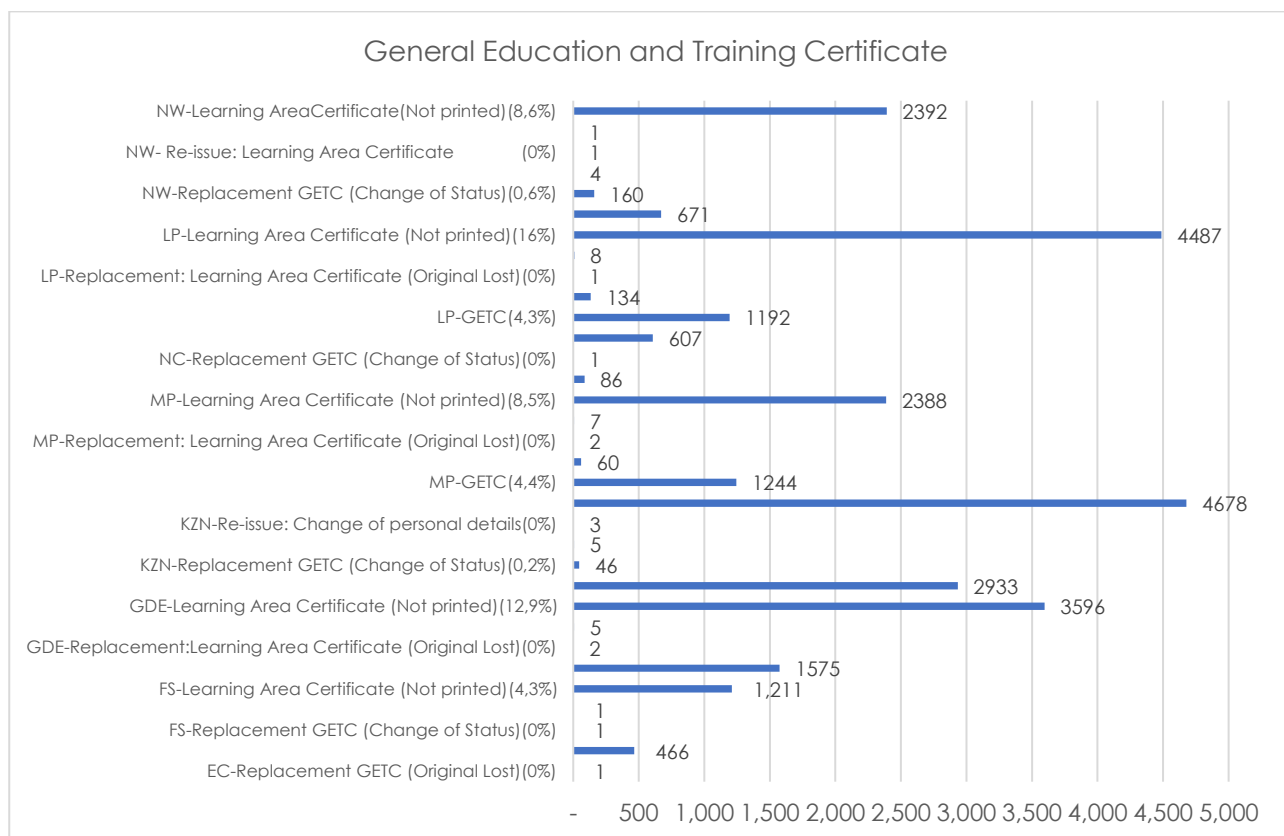 General Education and Training Certificate
NW-Learning AreaCertificate(Not printed)(8,6%) 2392
1
NW- Re-issue: Learning Area Certificate (0%) 1
4
NW-Replacement GETC (Change of Status)(0,6%) 160
671
LP-Learning Area Certificate (Not printed)(16%) 4487
8
LP-Replacement: Learning Area Certificate (Original Lost)(0%) 1
134
LP-GETC(4,3%) 1192
607
NC-Replacement GETC (Change of Status)(0%) 1
86
MP-Learning Area Certificate (Not printed)(8,5%) 2388
7
MP-Replacement: Learning Area Certificate (Original Lost)(0%) 2
60
MP-GETC(4,4%) 1244
4678
KZN-Re-issue: Change of personal details(0%) 3
5
KZN-Replacement GETC (Change of Status)(0,2%) 46
2933
GDE-Learning Area Certificate (Not printed)(12,9%) 3596
5
GDE-Replacement:Learning Area Certificate (Original Lost)(0%) 2
1575
FS-Learning Area Certificate (Not printed)(4,3%) 1,211
1
FS-Replacement GETC (Change of Status)(0%) 1
466
EC-Replacement GETC (Original Lost)(0%) 1
- 500 1,000 1,500 2,000 2,500 3,000 3,500 4,000 4,500 5,000